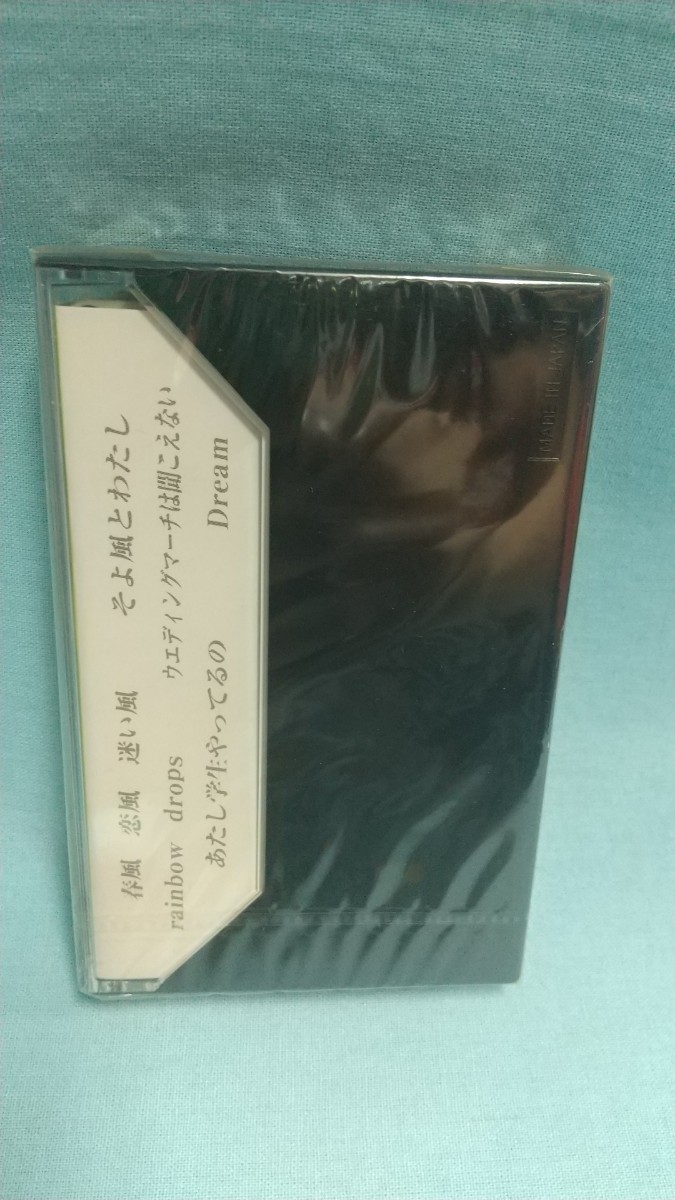 春風　恋風　迷い風　そよ風とわたし
rainbow drops　ウエディングマーチは聞こえない
あたし学生やってるの　Dream
MADE IN JAPAN